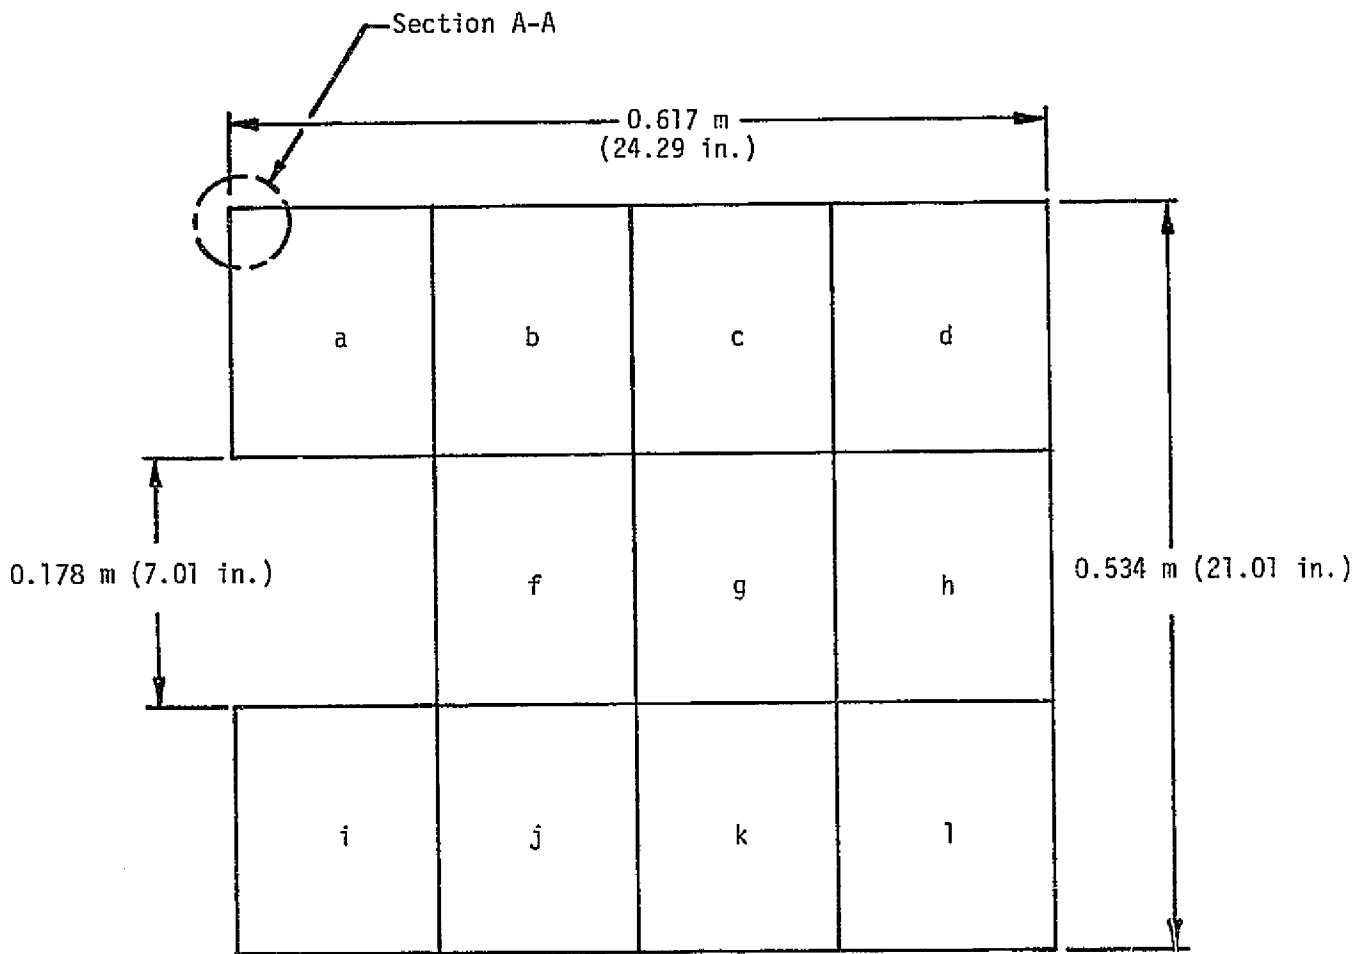 Section A-A
0.617 m
(24.29 in.)
a b c d
0.178 m (7.01 in.)
f g h
0.534 m (21.01 in.)
i j k l